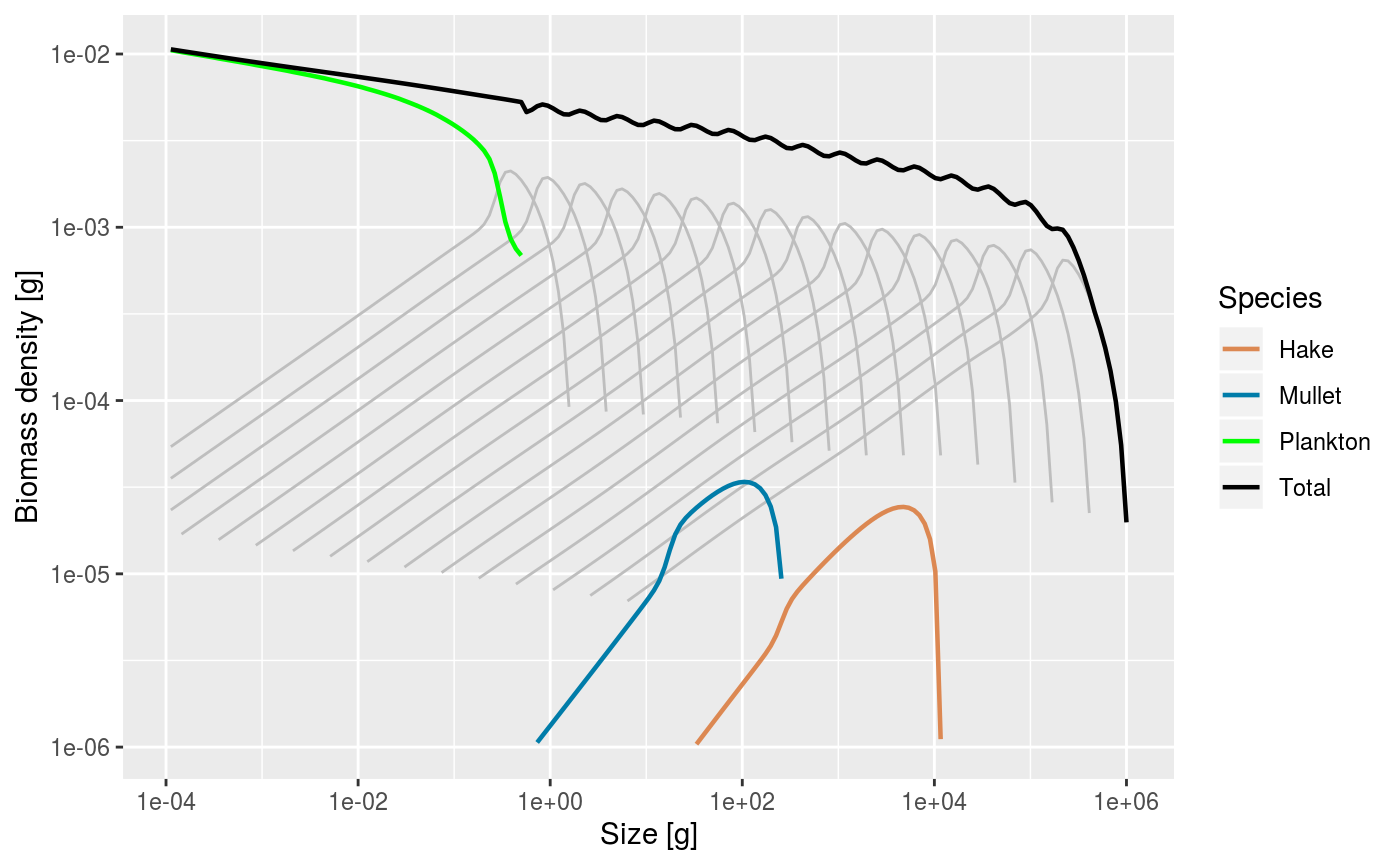 Biomass density [g]
1e-02
1e-03
1e-04
1e-05
1e-06
1e-04
1e-02
1e+00
1e+02
1e+04
1e+06
Size [g]
Species
Hake
Mullet
Plankton
Total